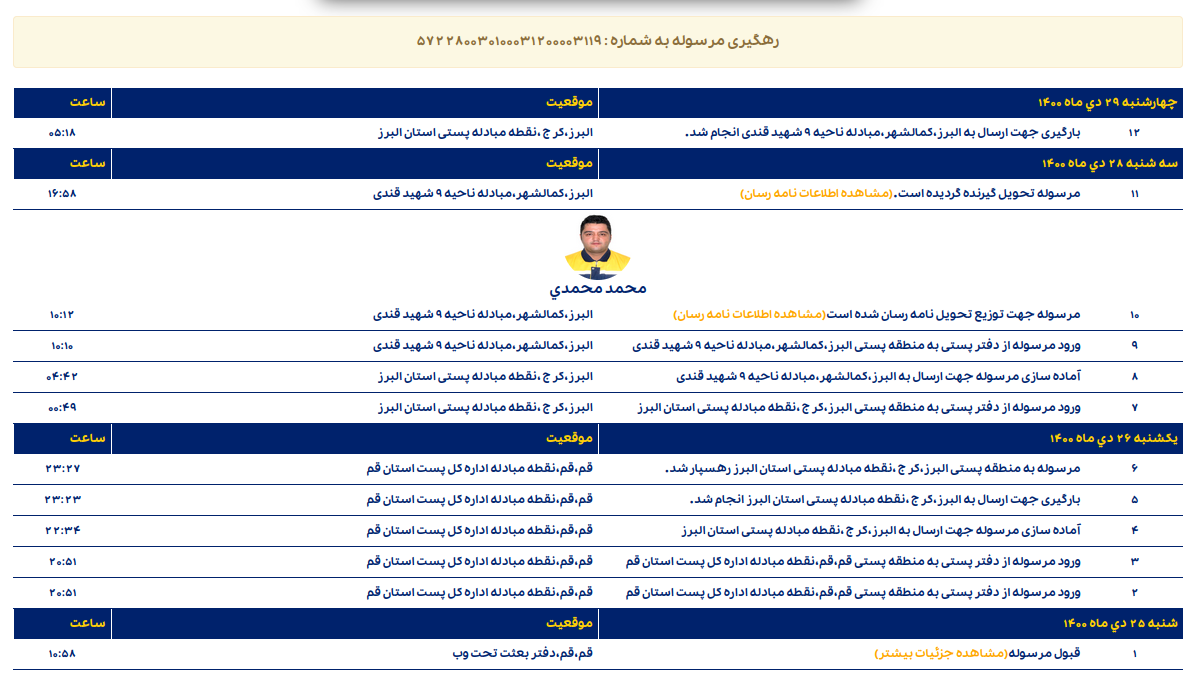 رهگیری مرسوله به شماره : ۵۷۲۲۸۰۰۳۰۱۰۰۰۳۱۲۰۰۰۰۳۱۱۹
چهارشنبه ۲۹ دي ماه ۱۴۰۰ موقعیت ساعت
۱۲ بارگیری جهت ارسال به البرز،کمالشهر،مبادله ناحیه ۹ شهید قندی انجام شد. البرز،کرج،نقطه مبادله پستی استان البرز ۰۵:۱۸
سه شنبه ۲۸ دي ماه ۱۴۰۰ موقعیت ساعت
۱۱ مرسوله تحویل گیرنده گردیده است.(مشاهده اطلاعات نامه رسان) البرز،کمالشهر،مبادله ناحیه ۹ شهید قندی ۱۶:۵۸
محمد محمدي
۱۰ مرسوله جهت توزیع تحویل نامه رسان شده است(مشاهده اطلاعات نامه رسان) البرز،کمالشهر،مبادله ناحیه ۹ شهید قندی ۱۰:۱۲
۹ ورود مرسوله از دفتر پستی به منطقه پستی البرز،کمالشهر،مبادله ناحیه ۹ شهید قندی البرز،کمالشهر،مبادله ناحیه ۹ شهید قندی ۱۰:۱۰
۸ آماده سازی مرسوله جهت ارسال به البرز،کمالشهر،مبادله ناحیه ۹ شهید قندی البرز،کرج،نقطه مبادله پستی استان البرز ۰۴:۴۲
۷ ورود مرسوله از دفتر پستی به منطقه پستی البرز،کرج،نقطه مبادله پستی استان البرز البرز،کرج،نقطه مبادله پستی استان البرز ۰۰:۴۹
یکشنبه ۲۶ دي ماه ۱۴۰۰ موقعیت ساعت
۶ مرسوله به منطقه پستی البرز،کرج،نقطه مبادله پستی استان البرز رهسپار شد. قم،قم،نقطه مبادله اداره کل پست استان قم ۲۳:۲۷
۵ بارگیری جهت ارسال به البرز،کرج،نقطه مبادله پستی استان البرز انجام شد. قم،قم،نقطه مبادله اداره کل پست استان قم ۲۳:۲۳
۴ آماده سازی مرسوله جهت ارسال به البرز،کرج،نقطه مبادله پستی استان البرز قم،قم،نقطه مبادله اداره کل پست استان قم ۲۲:۳۴
۳ ورود مرسوله از دفتر پستی به منطقه پستی قم،قم،نقطه مبادله اداره کل پست استان قم قم،قم،نقطه مبادله اداره کل پست استان قم ۲۰:۵۱
۲ ورود مرسوله از دفتر پستی به منطقه پستی قم،قم،نقطه مبادله اداره کل پست استان قم قم،قم،نقطه مبادله اداره کل پست استان قم ۲۰:۵۱
شنبه ۲۵ دي ماه ۱۴۰۰ موقعیت ساعت
۱ قبول مرسوله(مشاهده جزئیات بیشتر) قم،قم،دفتر بعثت تحت وب ۱۰:۵۸